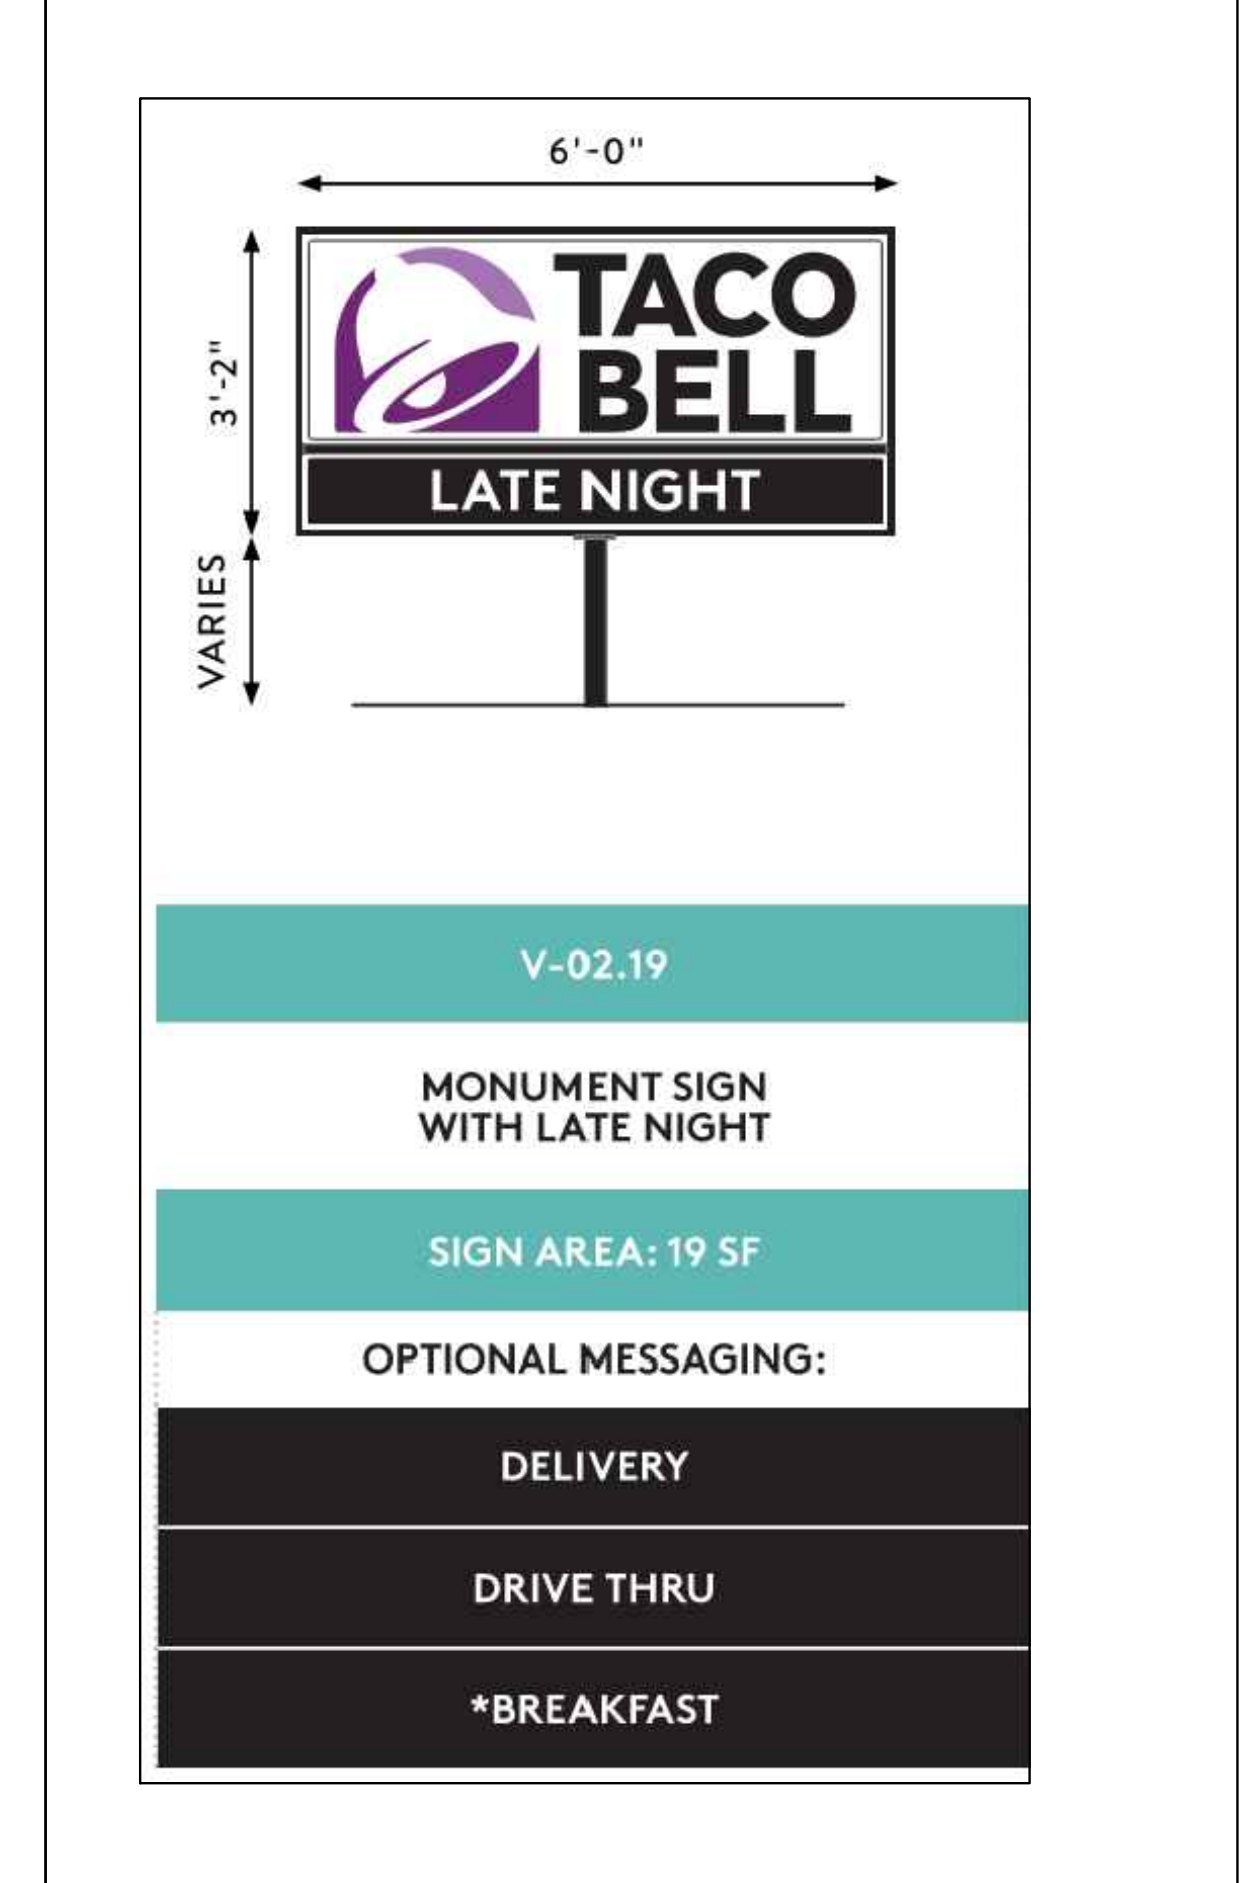 6'-0"
3'-2"
TACO
BELL
LATE NIGHT
VARIES
V-02.19
MONUMENT SIGN
WITH LATE NIGHT
SIGN AREA: 19 SF
OPTIONAL MESSAGING:
DELIVERY
DRIVE THRU
*BREAKFAST